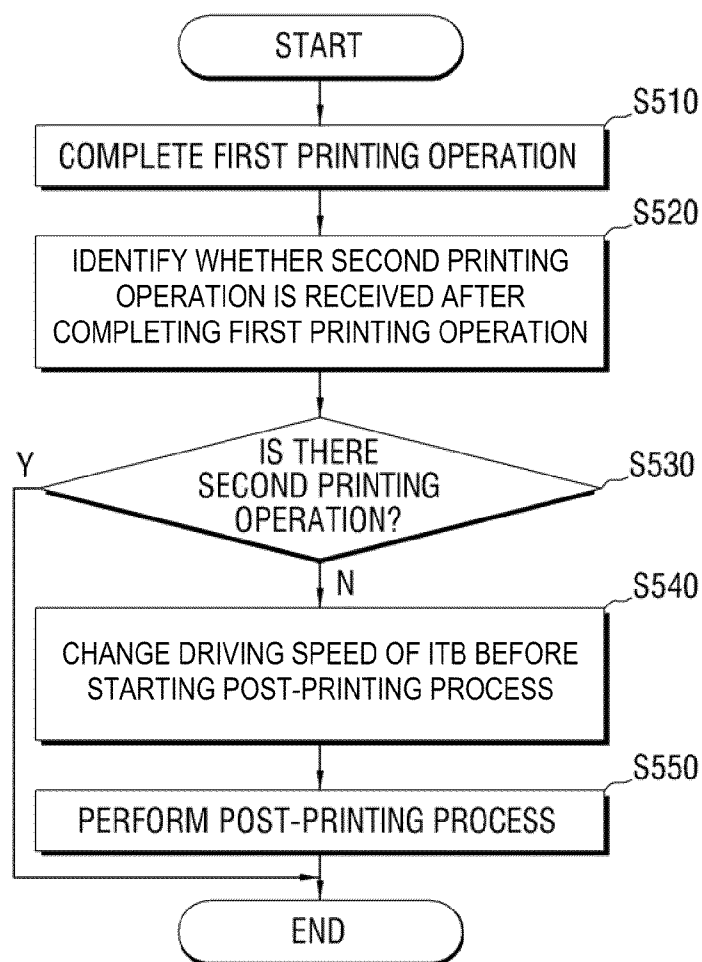 START
S510
COMPLETE FIRST PRINTING OPERATION
S520
IDENTIFY WHETHER SECOND PRINTING
OPERATION IS RECEIVED AFTER
COMPLETING FIRST PRINTING OPERATION
IS THERE
SECOND PRINTING
OPERATION?
Y
S530
N
S540
CHANGE DRIVING SPEED OF ITB BEFORE
STARTING POST-PRINTING PROCESS
S550
PERFORM POST-PRINTING PROCESS
END